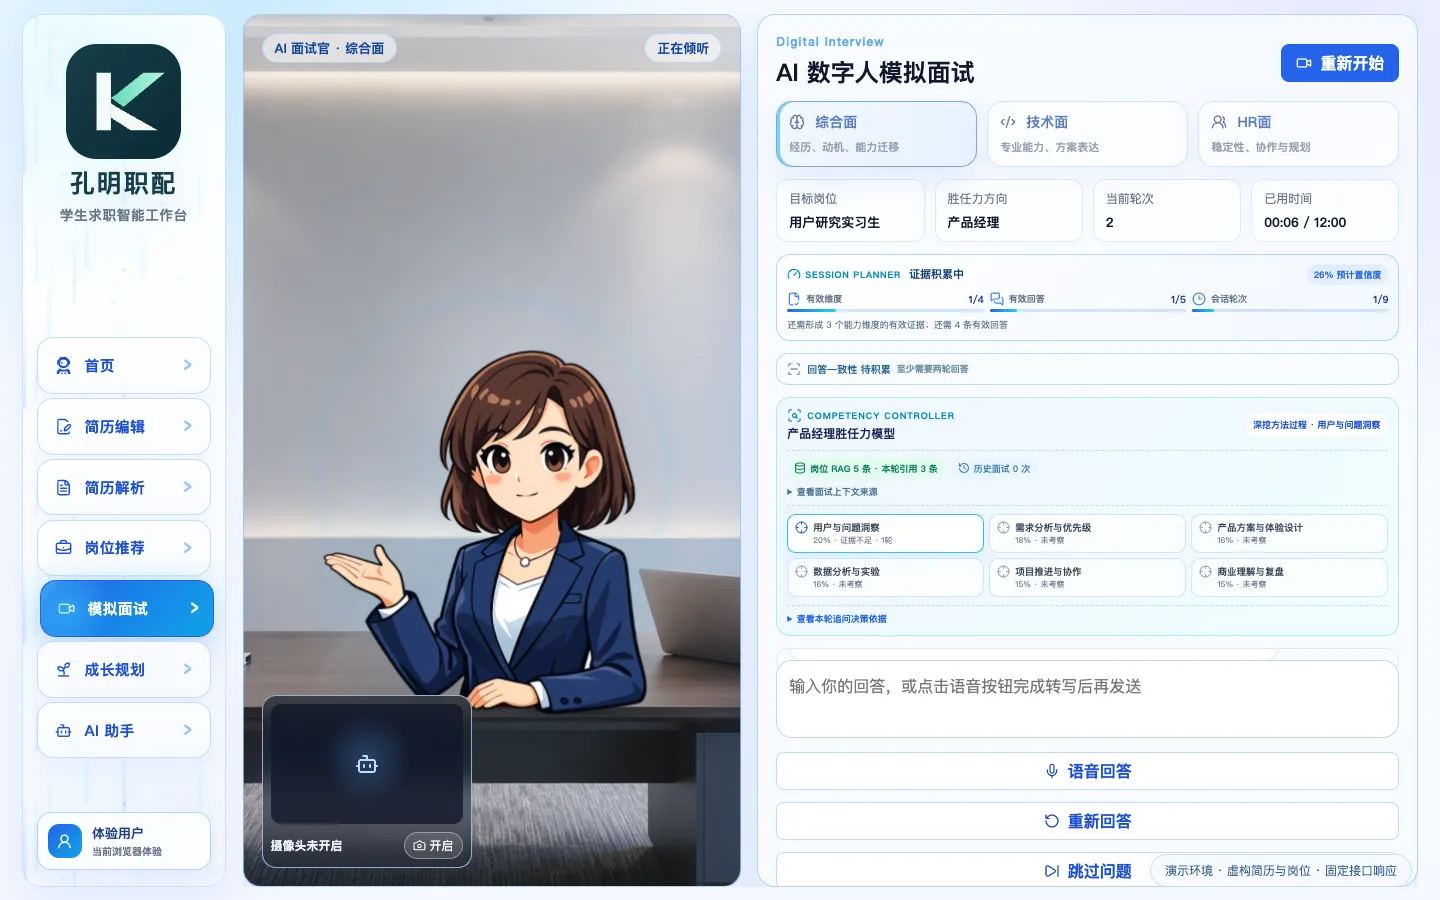 孔明职配
学生求职智能工作台
首页
简历编辑
简历解析
岗位推荐
模拟面试
成长规划
AI 助手
体验用户
当前浏览器体验
AI 面试官 · 综合面
正在倾听
摄像头未开启
开启
Digital Interview
AI 数字人模拟面试
重新开始
综合面
经历、动机、能力迁移
技术面
专业能力、方案表达
HR面
稳定性、协作与规划
目标岗位
用户研究实习生
胜任力方向
产品经理
当前轮次
2
已用时间
00:06 / 12:00
SESSION PLANNER 证据积累中
26% 预计置信度
有效维度 1/4
有效回答 1/5
会话轮次 1/9
还需形成 3 个能力维度的有效证据；还需 4 条有效回答
回答一致性 待积累 至少需要两轮回答
COMPETENCY CONTROLLER
产品经理胜任力模型
深挖方法过程 · 用户与问题洞察
岗位 RAG 5 条 · 本轮引用 3 条
历史面试 0 次
查看面试上下文来源
用户与问题洞察
20% · 证据不足 · 1轮
需求分析与优先级
18% · 未考察
产品方案与体验设计
16% · 未考察
数据分析与实验
16% · 未考察
项目推进与协作
15% · 未考察
商业理解与复盘
15% · 未考察
查看本轮追问决策依据
输入你的回答，或点击语音按钮完成转写后再发送
语音回答
重新回答
跳过问题
演示环境 · 虚构简历与岗位 · 固定接口响应